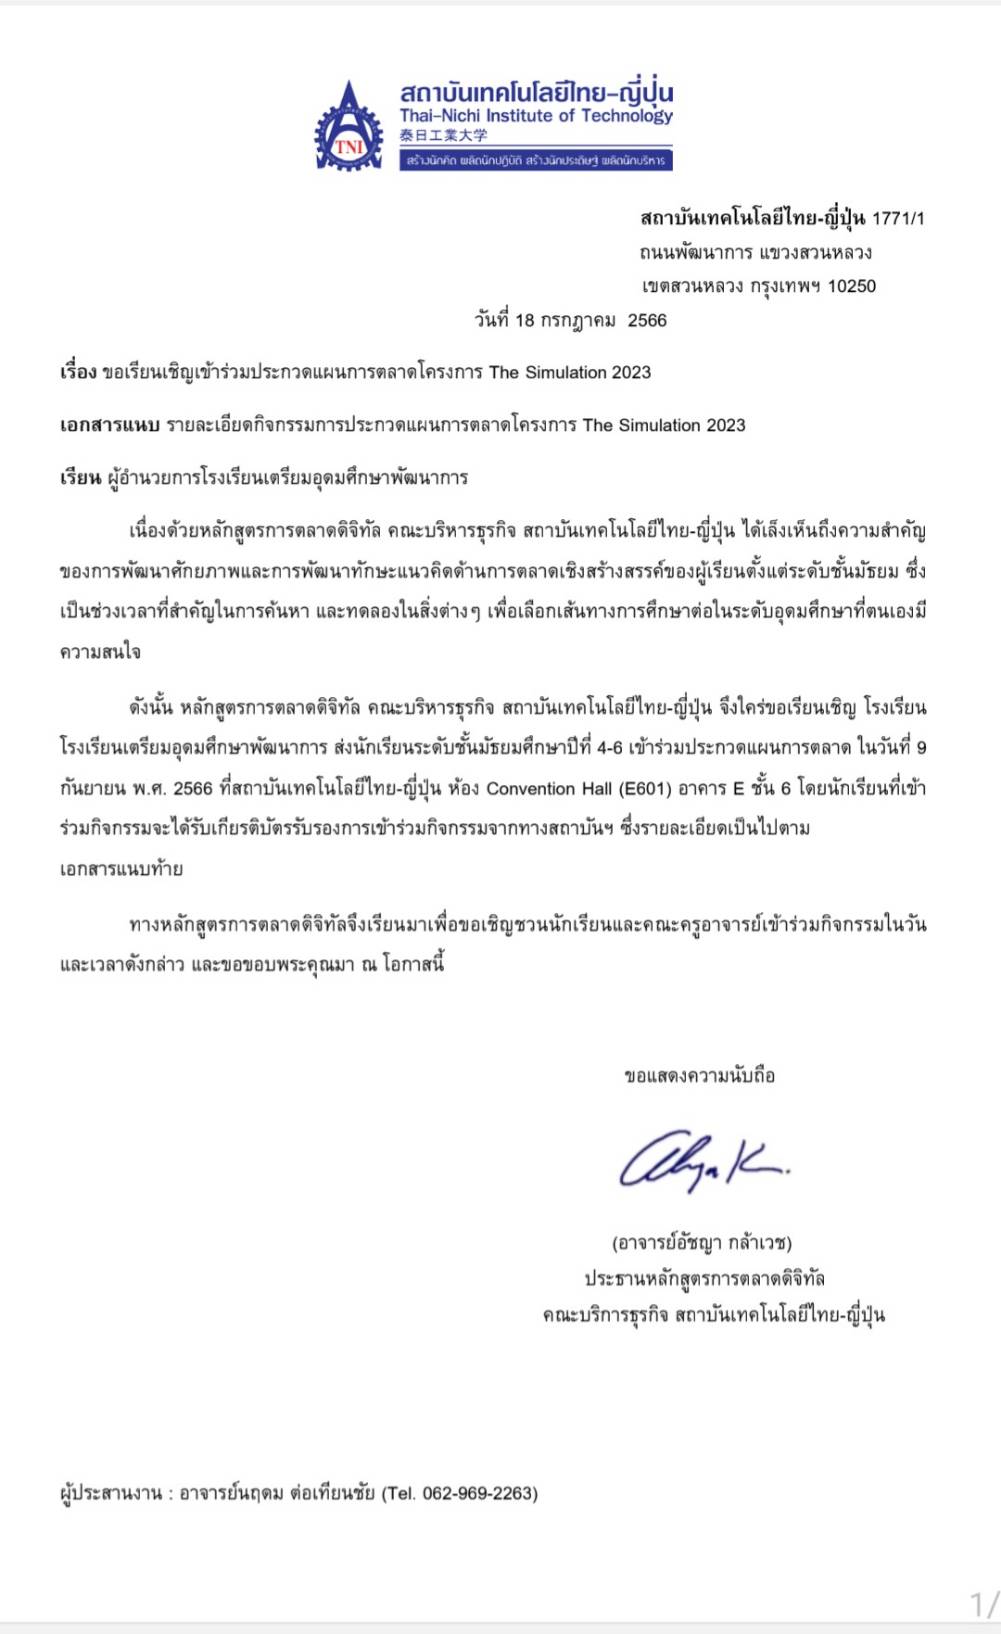 สถาบันเทคโนโลยีไทย-ญี่ปุ่น
Thai-Nichi Institute of Technology
泰日工業大学
TNI
สร้างนักคิด ผลิตนักปฏิบัติ สร้างนักประดิษฐ์ ผลิตนักบริหาร
สถาบันเทคโนโลยีไทย-ญี่ปุ่น 1771/1
ถนนพัฒนาการ แขวงสวนหลวง
เขตสวนหลวง กรุงเทพฯ 10250
วันที่ 18 กรกฎาคม 2566
เรื่อง ขอเรียนเชิญเข้าร่วมประกวดแผนการตลาดโครงการ The Simulation 2023
เอกสารแนบ รายละเอียดกิจกรรมการประกวดแผนการตลาดโครงการ The Simulation 2023
เรียน ผู้อำนวยการโรงเรียนเตรียมอุดมศึกษาพัฒนาการ
เนื่องด้วยหลักสูตรการตลาดดิจิทัล คณะบริหารธุรกิจ สถาบันเทคโนโลยีไทย-ญี่ปุ่น ได้เล็งเห็นถึงความสำคัญ
ของการพัฒนาศักยภาพและการพัฒนาทักษะแนวคิดด้านการตลาดเชิงสร้างสรรค์ของผู้เรียนตั้งแต่ระดับชั้นมัธยม ซึ่ง
เป็นช่วงเวลาที่สำคัญในการค้นหา และทดลองในสิ่งต่างๆ เพื่อเลือกเส้นทางการศึกษาต่อในระดับอุดมศึกษาที่ตนเองมี
ความสนใจ
ดังนั้น หลักสูตรการตลาดดิจิทัล คณะบริหารธุรกิจ สถาบันเทคโนโลยีไทย-ญี่ปุ่น จึงใคร่ขอเรียนเชิญ โรงเรียน
โรงเรียนเตรียมอุดมศึกษาพัฒนาการ ส่งนักเรียนระดับชั้นมัธยมศึกษาปีที่ 4-6 เข้าร่วมประกวดแผนการตลาด ในวันที่ 9
กันยายน พ.ศ. 2566 ที่สถาบันเทคโนโลยีไทย-ญี่ปุ่น ห้อง Convention Hall (E601) อาคาร E ชั้น 6 โดยนักเรียนที่เข้า
ร่วมกิจกรรมจะได้รับเกียรติบัตรรับรองการเข้าร่วมกิจกรรมจากทางสถาบันฯ ซึ่งรายละเอียดเป็นไปตาม
เอกสารแนบท้าย
ทางหลักสูตรการตลาดดิจิทัลจึงเรียนมาเพื่อขอเชิญชวนนักเรียนและคณะครูอาจารย์เข้าร่วมกิจกรรมในวัน
และเวลาดังกล่าว และขอขอบพระคุณมา ณ โอกาสนี้
ขอแสดงความนับถือ
(อาจารย์อัชญา กล้าเวช)
ประธานหลักสูตรการตลาดดิจิทัล
คณะบริการธุรกิจ สถาบันเทคโนโลยีไทย-ญี่ปุ่น
ผู้ประสานงาน : อาจารย์นฤดม ต่อเทียนชัย (Tel. 062-969-2263)
1/